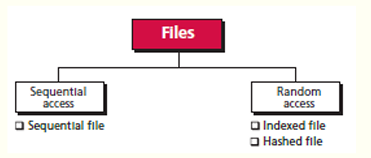 Files
Sequential
access
Random
access
❑ Sequential file
❑ Indexed file
❑ Hashed file